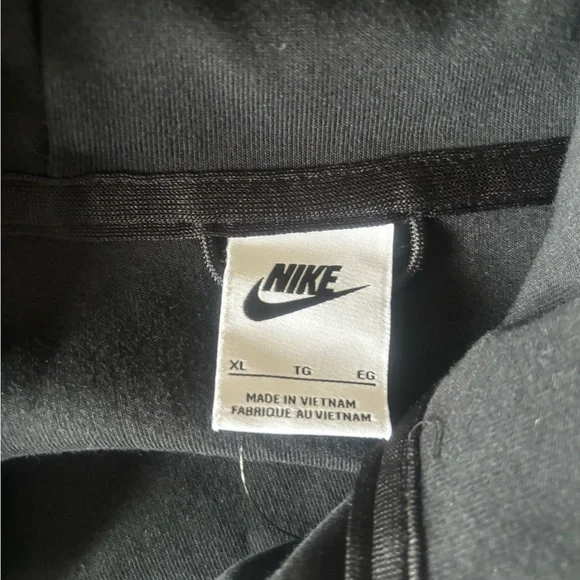 NIKE
XL TG EG
MADE IN VIETNAM
FABRIQUE AU VIETNAM